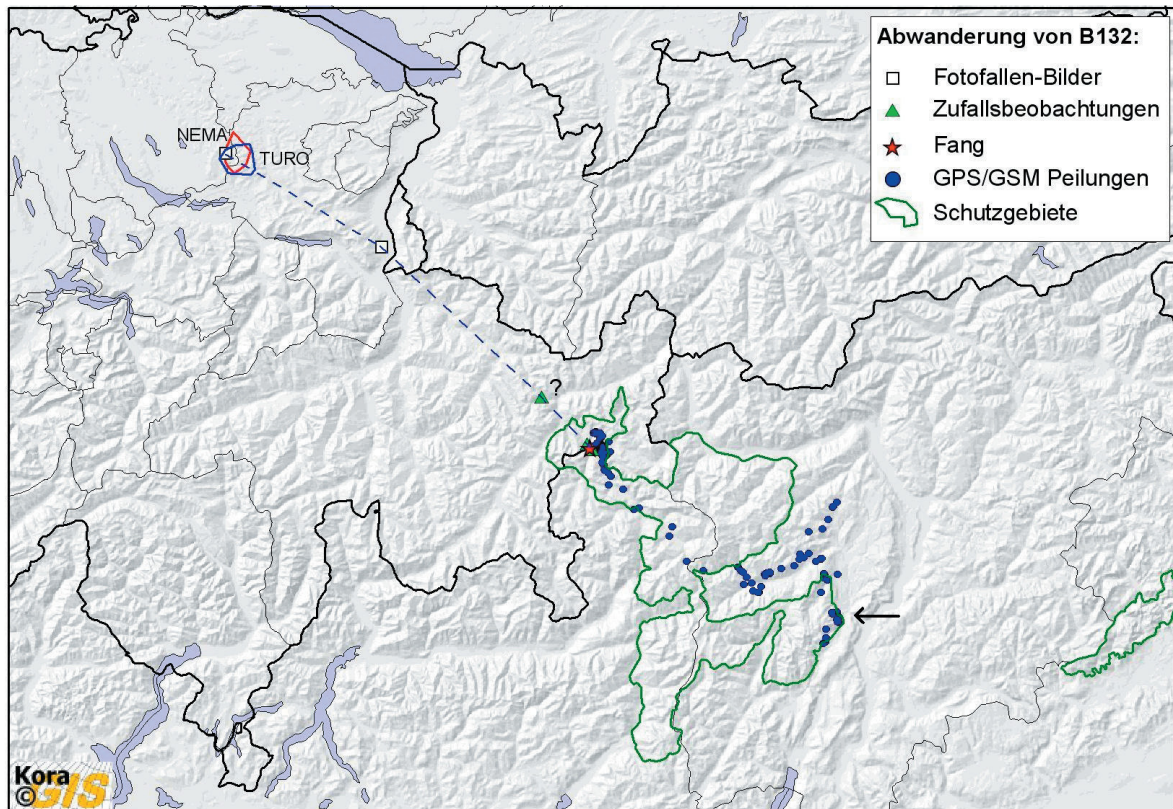 Abwanderung von B132:
Fotofallen-Bilder
Zufallsbeobachtungen
Fang
GPS/GSM Peilungen
Schutzgebiete
NEMA
TURO
?
Kora
©GIS